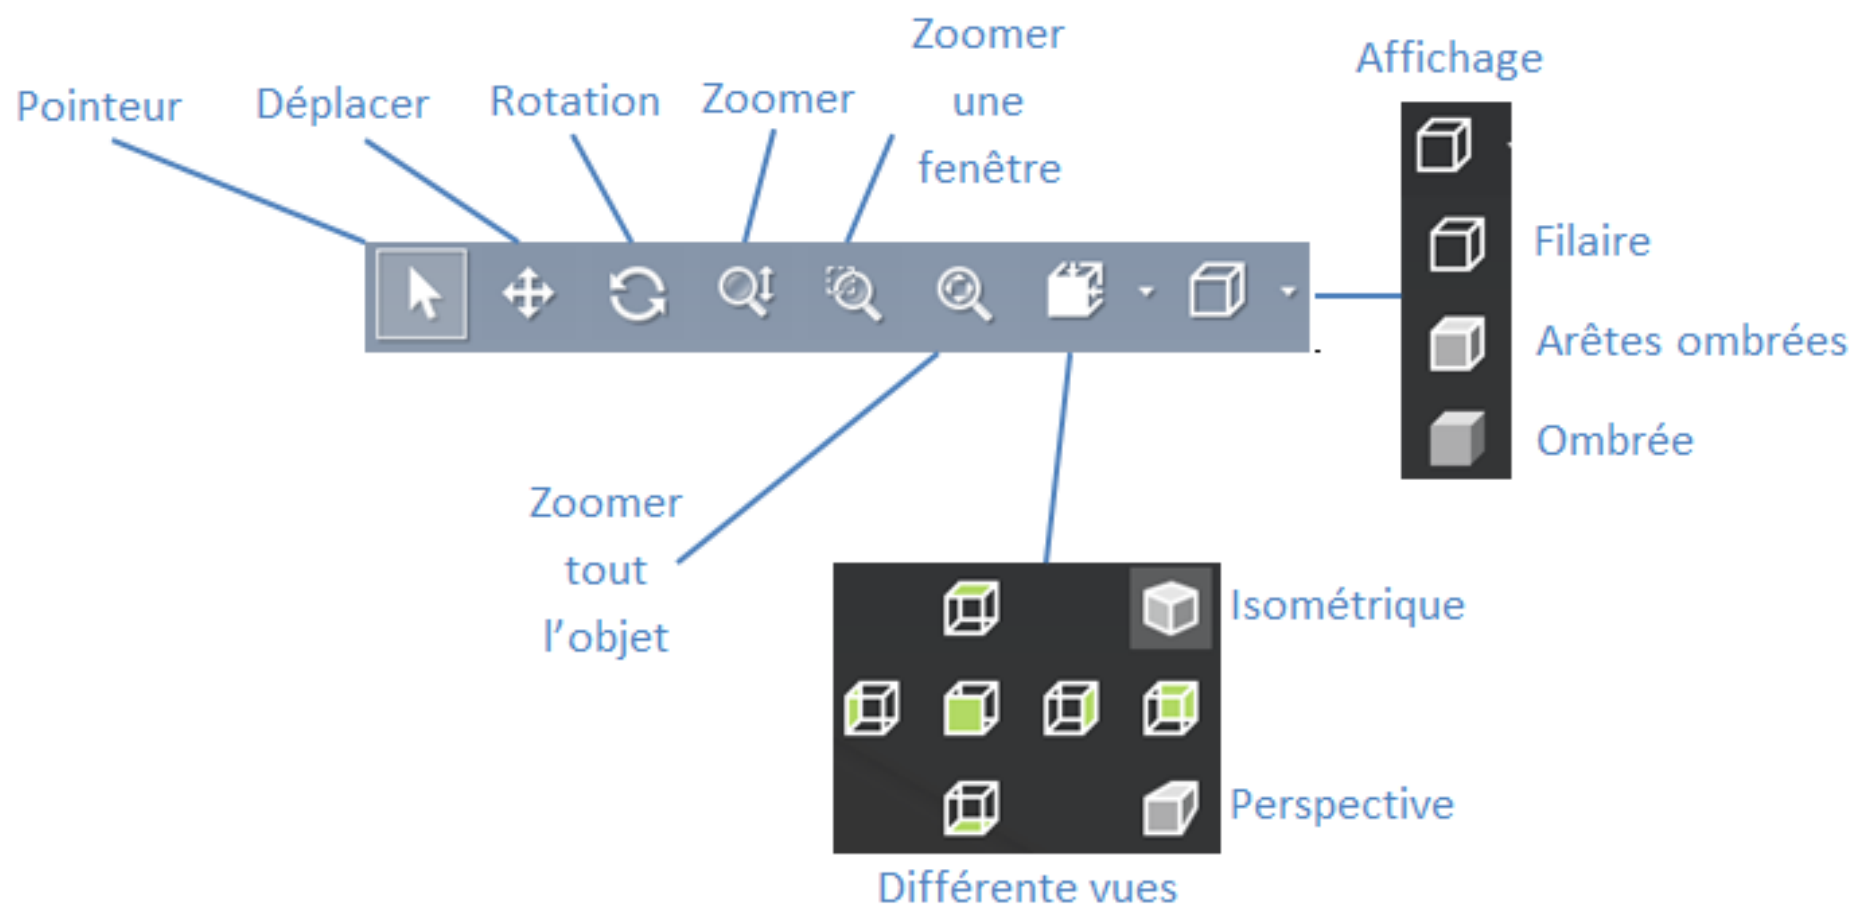 Pointeur
Déplacer
Rotation
Zoomer
Zoomer
une
fenêtre
Affichage
Filaire
Arêtes ombrées
Ombrée
.
Zoomer
tout
l’objet
Isométrique
Perspective
Différente vues